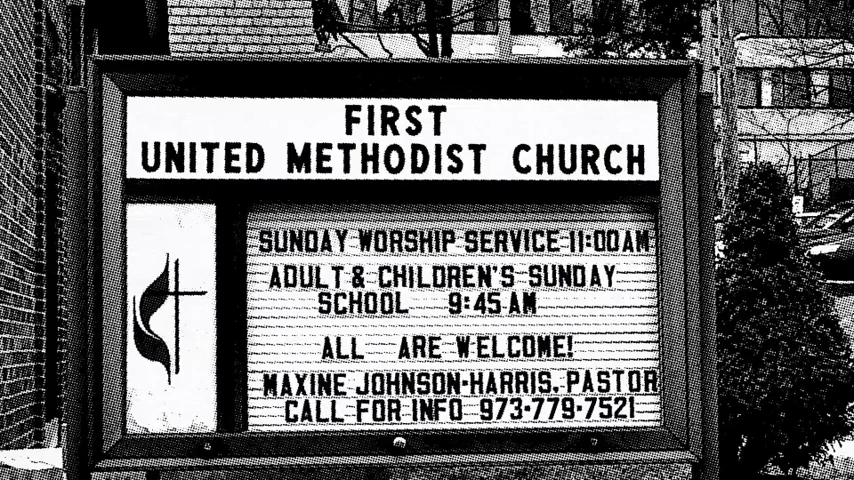 FIRST
UNITED METHODIST CHURCH
SUNDAY WORSHIP SERVICE 11:00AM
ADULT & CHILDREN'S SUNDAY
SCHOOL 9:45 AM
ALL ARE WELCOME!
MAXINE JOHNSON-HARRIS, PASTOR
CALL FOR INFO 973-779-7521